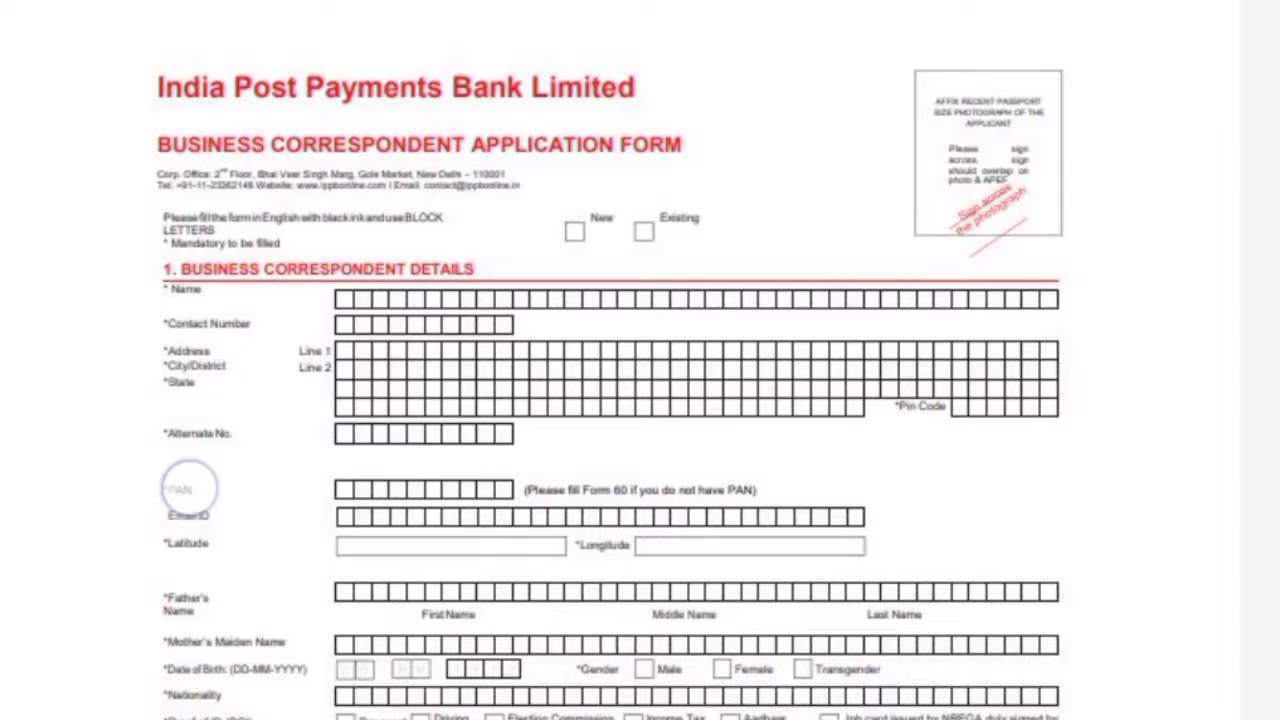 India Post Payments Bank Limited
AFFIX RECENT PASSPORT
SIZE PHOTOGRAPH OF THE
APPLICANT
Please sign
across, sign
should overlap on
photo & APEF
Sign across
the photograph
BUSINESS CORRESPONDENT APPLICATION FORM
Corp. Office: 2nd Floor, Bhai Veer Singh Marg, Gole Market, New Delhi – 110001
Tel: +91-11-23362148 Website: www.ippbonline.com I Email: contact@ippbonline.in
Please fill the form in English with black ink and use BLOCK
LETTERS
* Mandatory to be filled
New
Existing
1. BUSINESS CORRESPONDENT DETAILS
* Name
*Contact Number
*Address Line 1
*City/District Line 2
*State
*Pin Code
*Alternate No.
*PAN (Please fill Form 60 if you do not have PAN)
Email ID
*Latitude *Longitude
*Father's
Name
First Name Middle Name Last Name
*Mother's Maiden Name
*Date of Birth: (DD-MM-YYYY) *Gender Male Female Transgender
*Nationality
Driving Election Commission Income Tax Aadhaar Job card issued by NREGA duly signed by